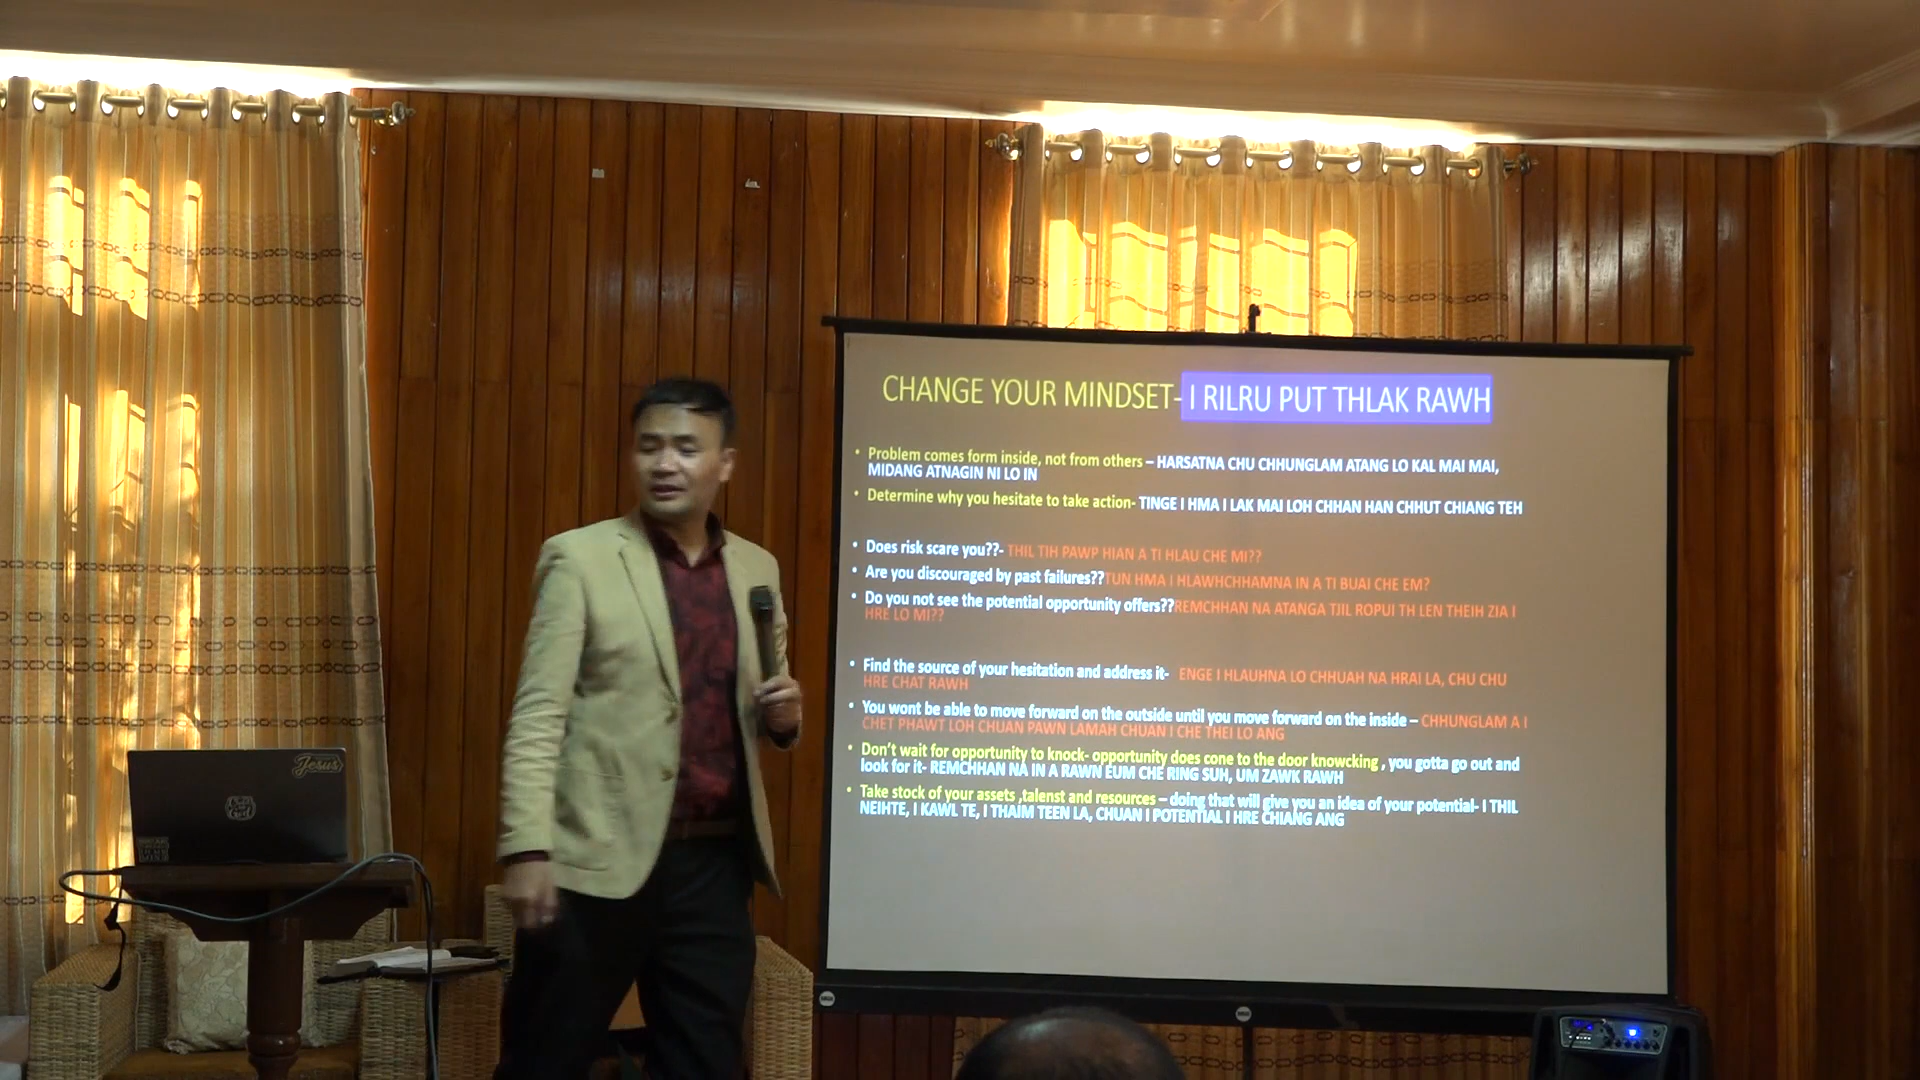 CHANGE YOUR MINDSET- I RILRU PUT THLAK RAWH
• Problem comes form inside, not from others – HARSATNA CHU CHHUNGLAM ATANG LO KAL MAI MAI,
MIDANG ATNAGIN NI LO IN
• Determine why you hesitate to take action- TINGE I HMA I LAK MAI LOH CHHAN HAN CHHUT CHIANG TEH
• Does risk scare you??- THIL TIH PAWP HIAN A TI HLAU CHE MI??
• Are you discouraged by past failures??TUN HMA I HLAWHCHHAMNA IN A TI BUAI CHE EM?
• Do you not see the potential opportunity offers??REMCHHAN NA ATANGA TJIL ROPUI TH LEN THEIH ZIA I
HRE LO MI??
• Find the source of your hesitation and address it- ENGE I HLAUHNA LO CHHUAH NA HRAI LA, CHU CHU
HRE CHAT RAWH
• You wont be able to move forward on the outside until you move forward on the inside – CHHUNGLAM A I
CHET PHAWT LOH CHUAN PAWN LAMAH CHUAN I CHE THEI LO ANG
• Don't wait for opportunity to knock- opportunity does cone to the door knowcking , you gotta go out and
look for it- REMCHHAN NA IN A RAWN EUM CHE RING SUH, UM ZAWK RAWH
• Take stock of your assets ,talenst and resources – doing that will give you an idea of your potential- I THIL
NEIHTE, I KAWL TE, I THAIM TEEN LA, CHUAN I POTENTIAL I HRE CHIANG ANG
Jesus